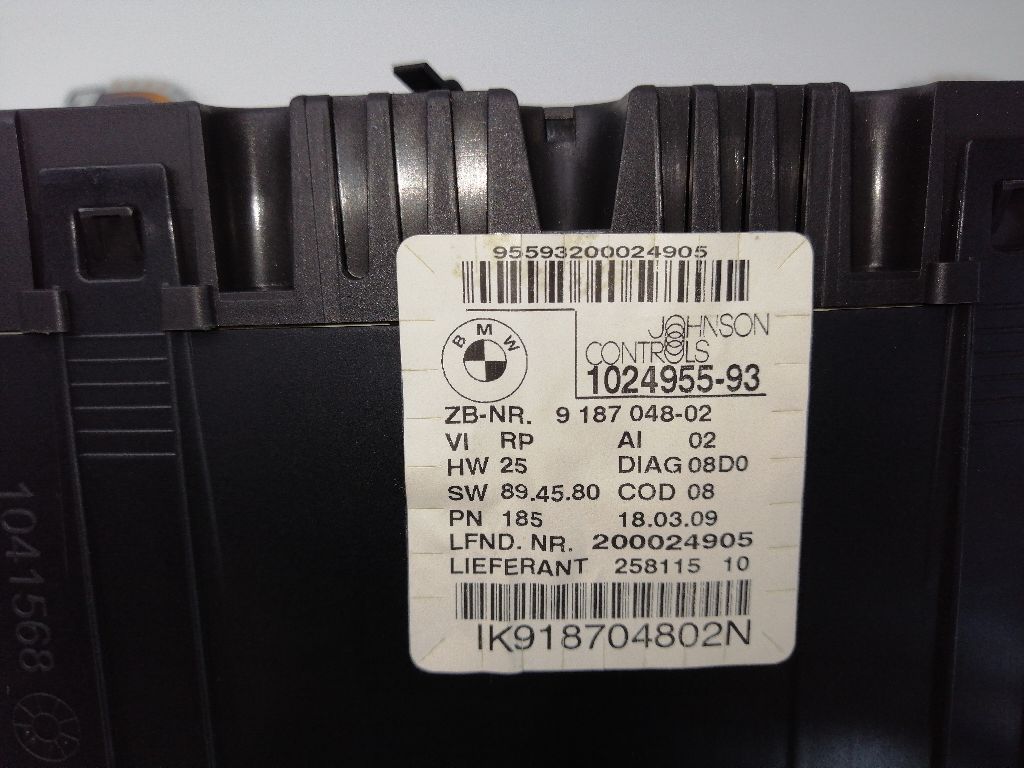 95593200024905
BMW
JOHNSON
CONTROLS
1024955-93
ZB-NR. 9 187 048-02
VI RP AI 02
HW 25 DIAG 08D0
SW 89.45.80 COD 08
PN 185 18.03.09
LFND. NR. 200024905
LIEFERANT 258115 10
IK918704802N
1041568